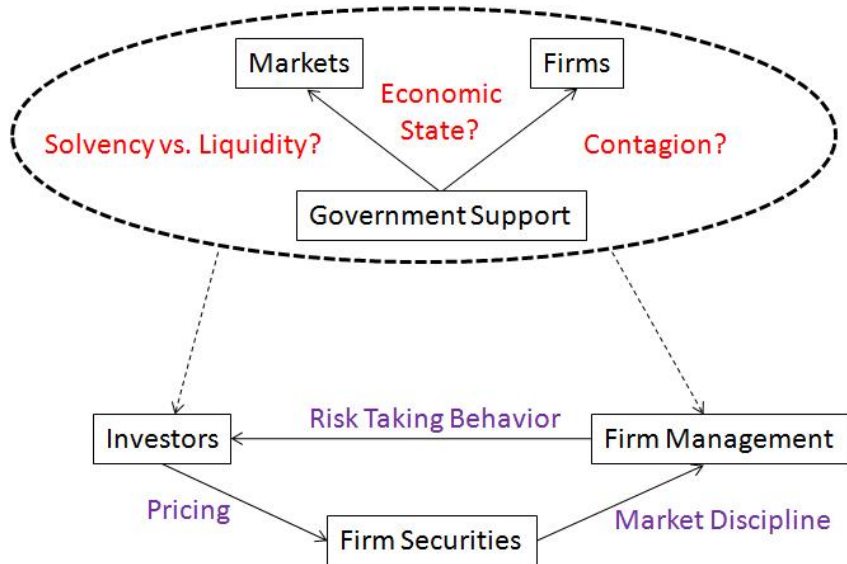 Markets
Firms
Economic
State?
Solvency vs. Liquidity?
Contagion?
Government Support
Risk Taking Behavior
Investors
Firm Management
Pricing
Market Discipline
Firm Securities